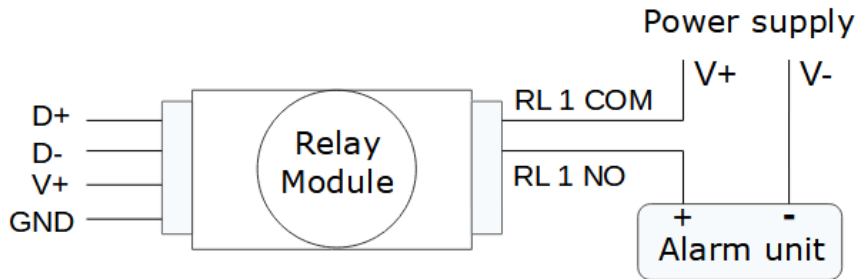 Power supply
V+ V-
RL 1 COM
D+
D-
V+
GND
Relay
Module
RL 1 NO
+ -
Alarm unit